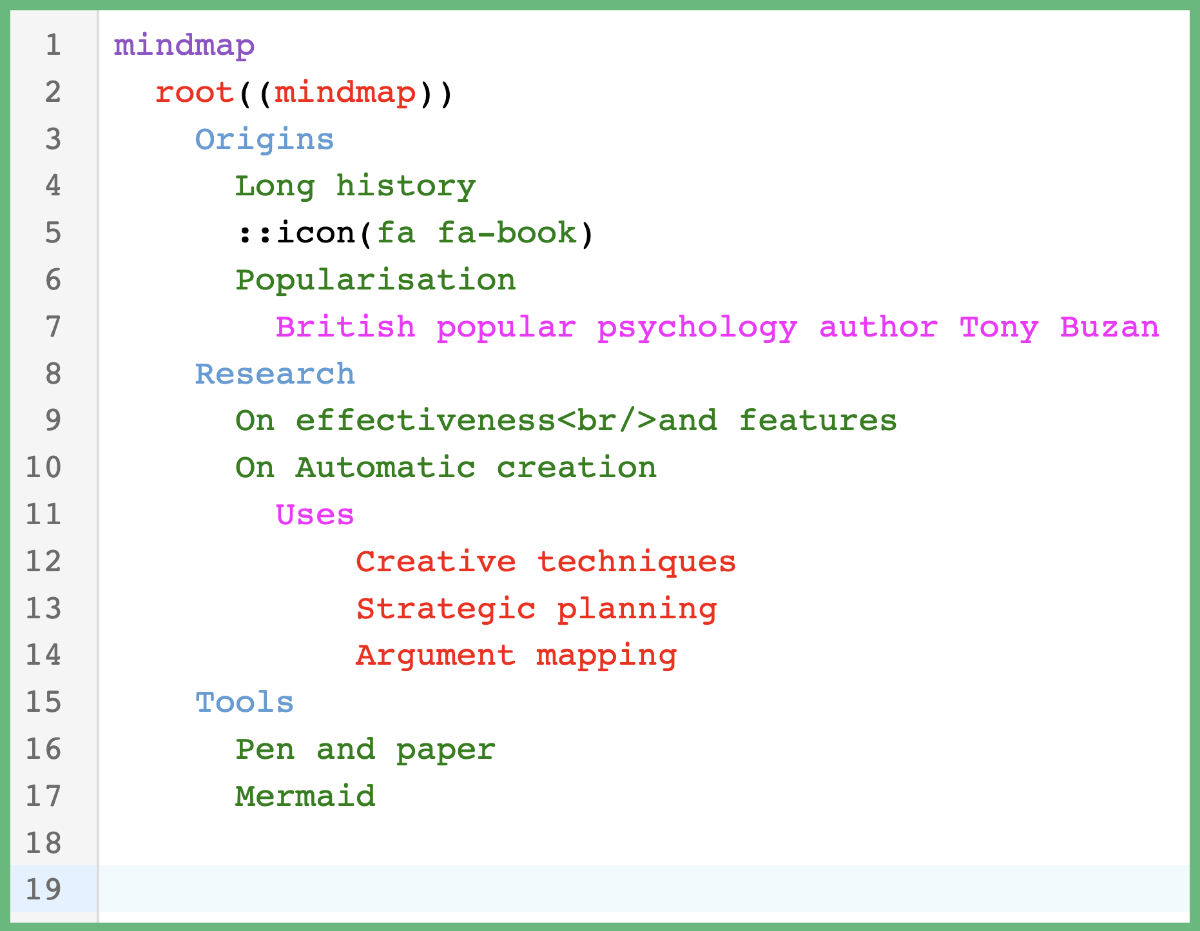 1 mindmap
2   root((mindmap))
3     Origins
4       Long history
5       ::icon(fa fa-book)
6       Popularisation
7         British popular psychology author Tony Buzan
8     Research
9       On effectiveness<br/>and features
10       On Automatic creation
11         Uses
12             Creative techniques
13             Strategic planning
14             Argument mapping
15     Tools
16       Pen and paper
17       Mermaid
18
19